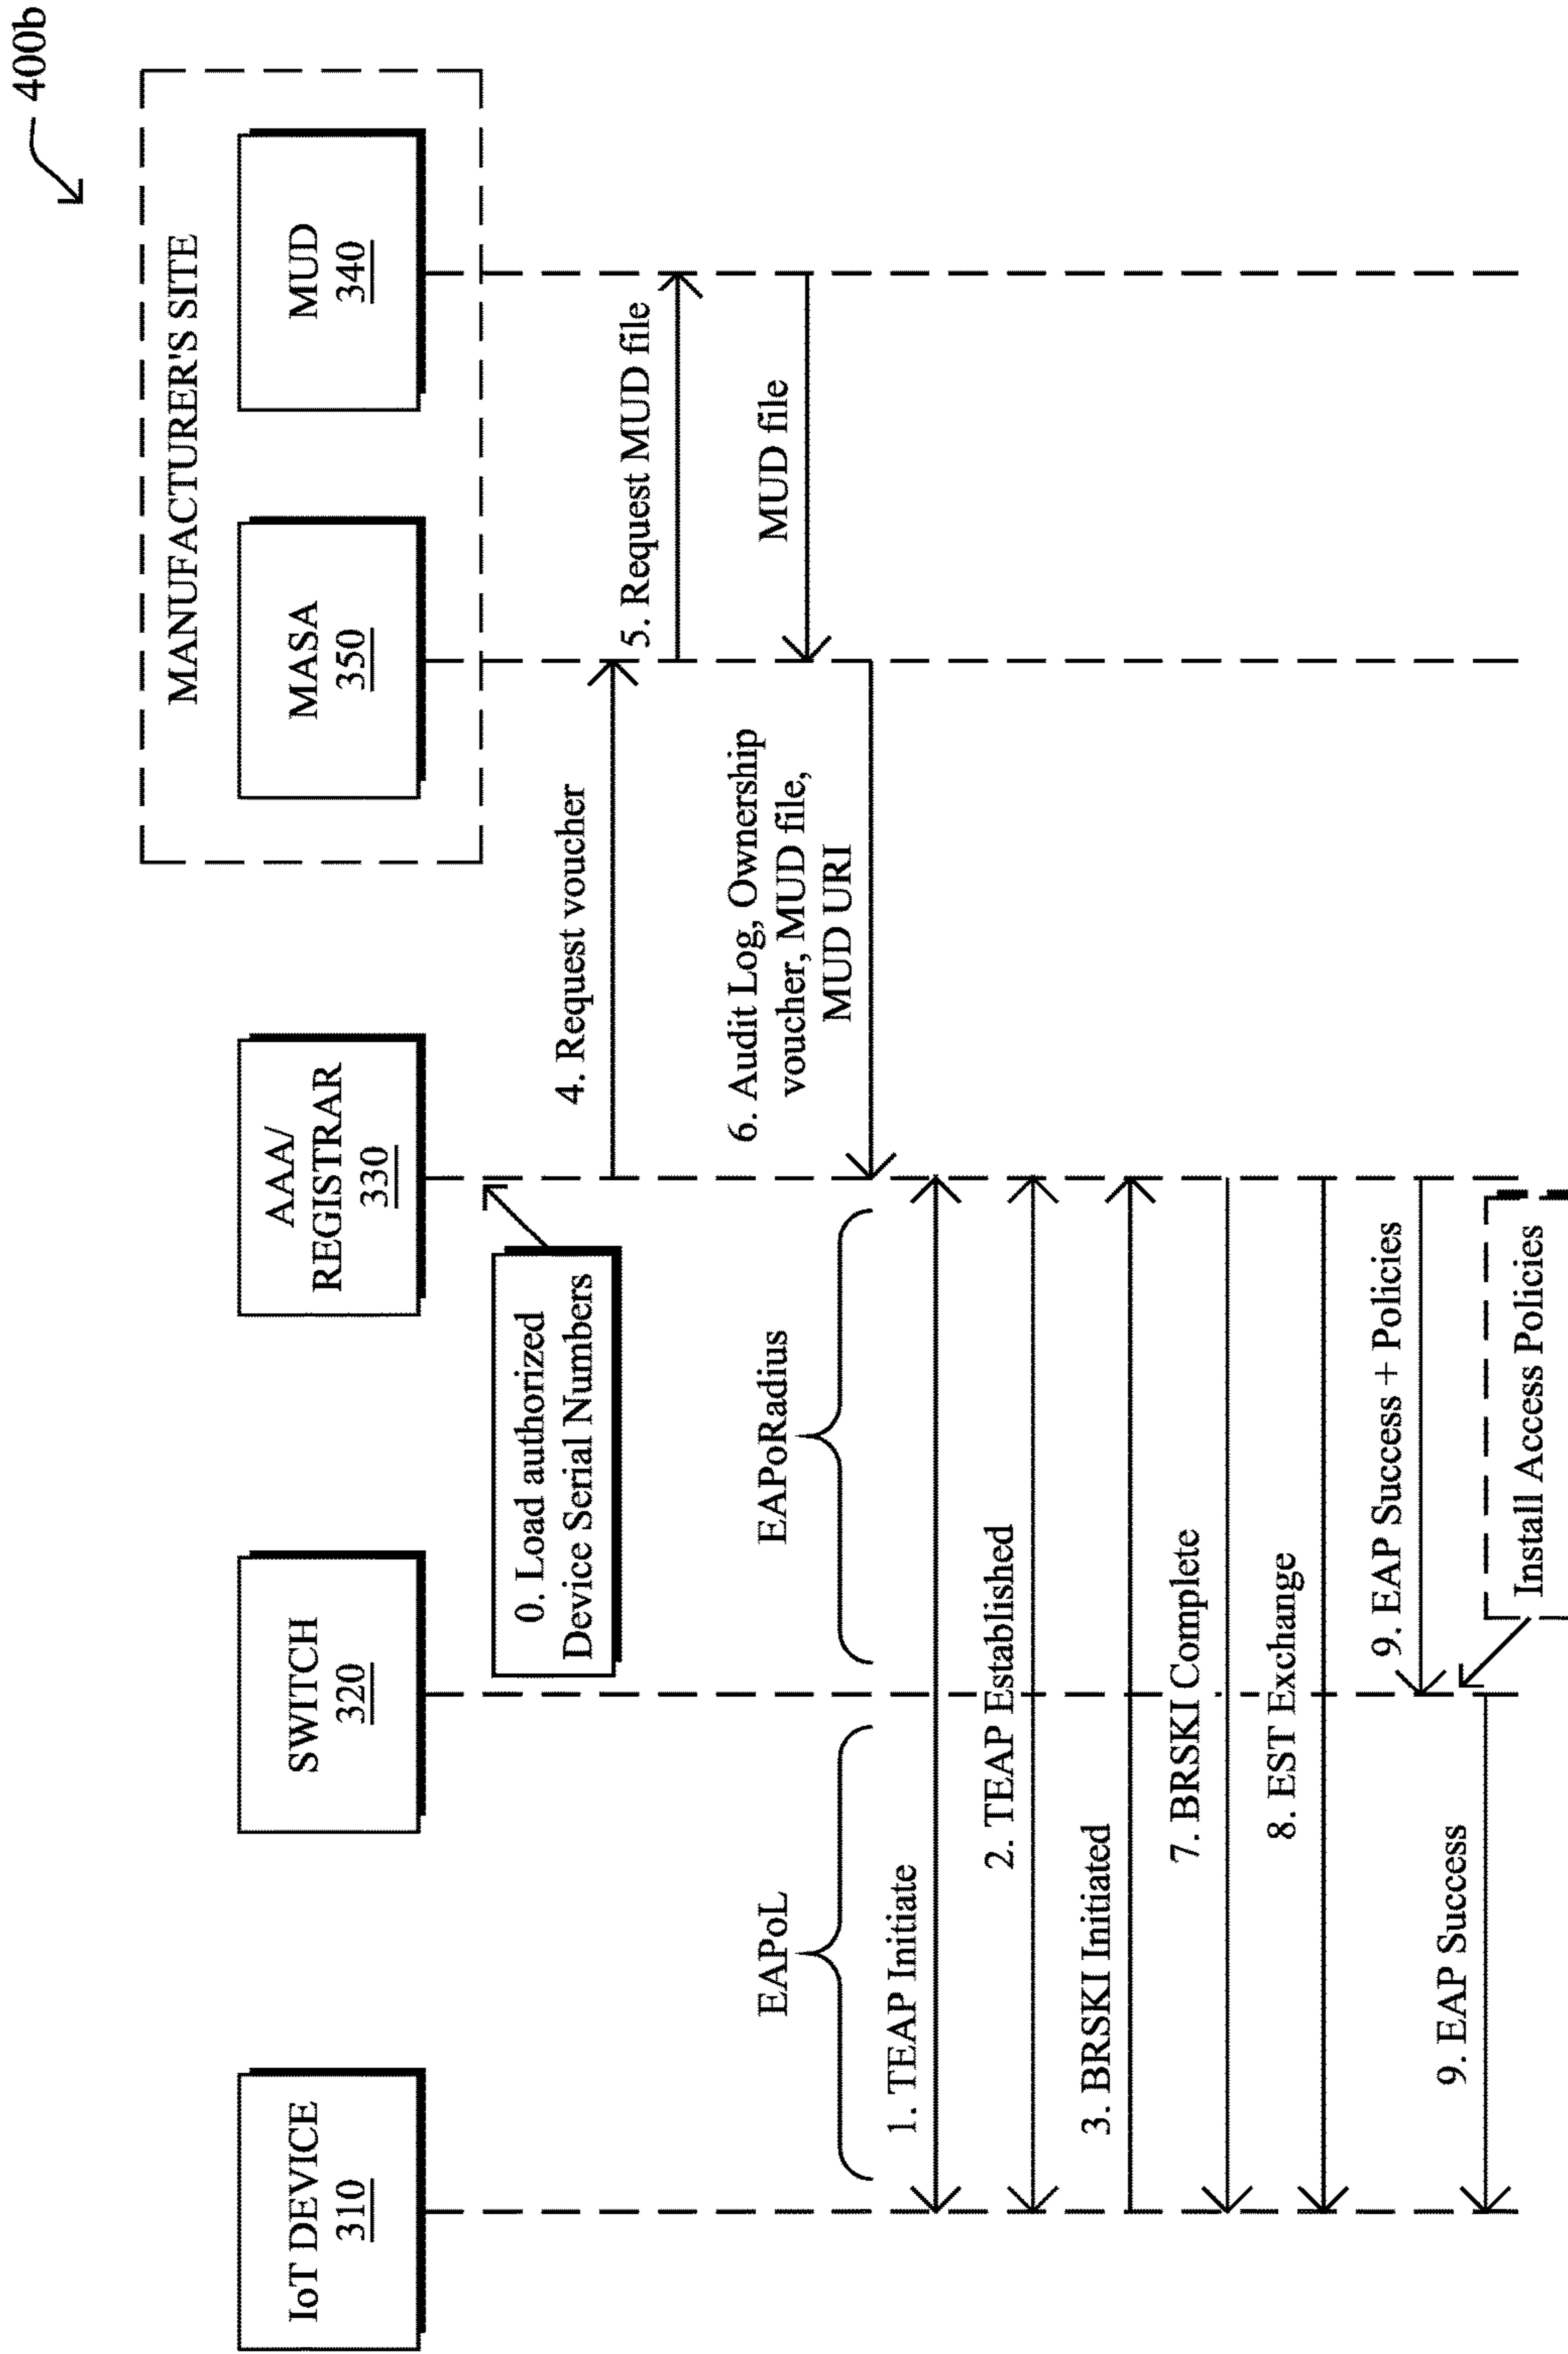 400b
MANUFACTURER'S SITE
IoT DEVICE
310
SWITCH
320
AAA/
REGISTRAR
330
MASA
350
MUD
340
0. Load authorized
Device Serial Numbers
4. Request voucher
5. Request MUD file
MUD file
6. Audit Log, Ownership
voucher, MUD file,
MUD URI
EAPoL
EAPoRadius
1. TEAP Initiate
2. TEAP Established
3. BRSKI Initiated
7. BRSKI Complete
8. EST Exchange
9. EAP Success + Policies
9. EAP Success
Install Access Policies